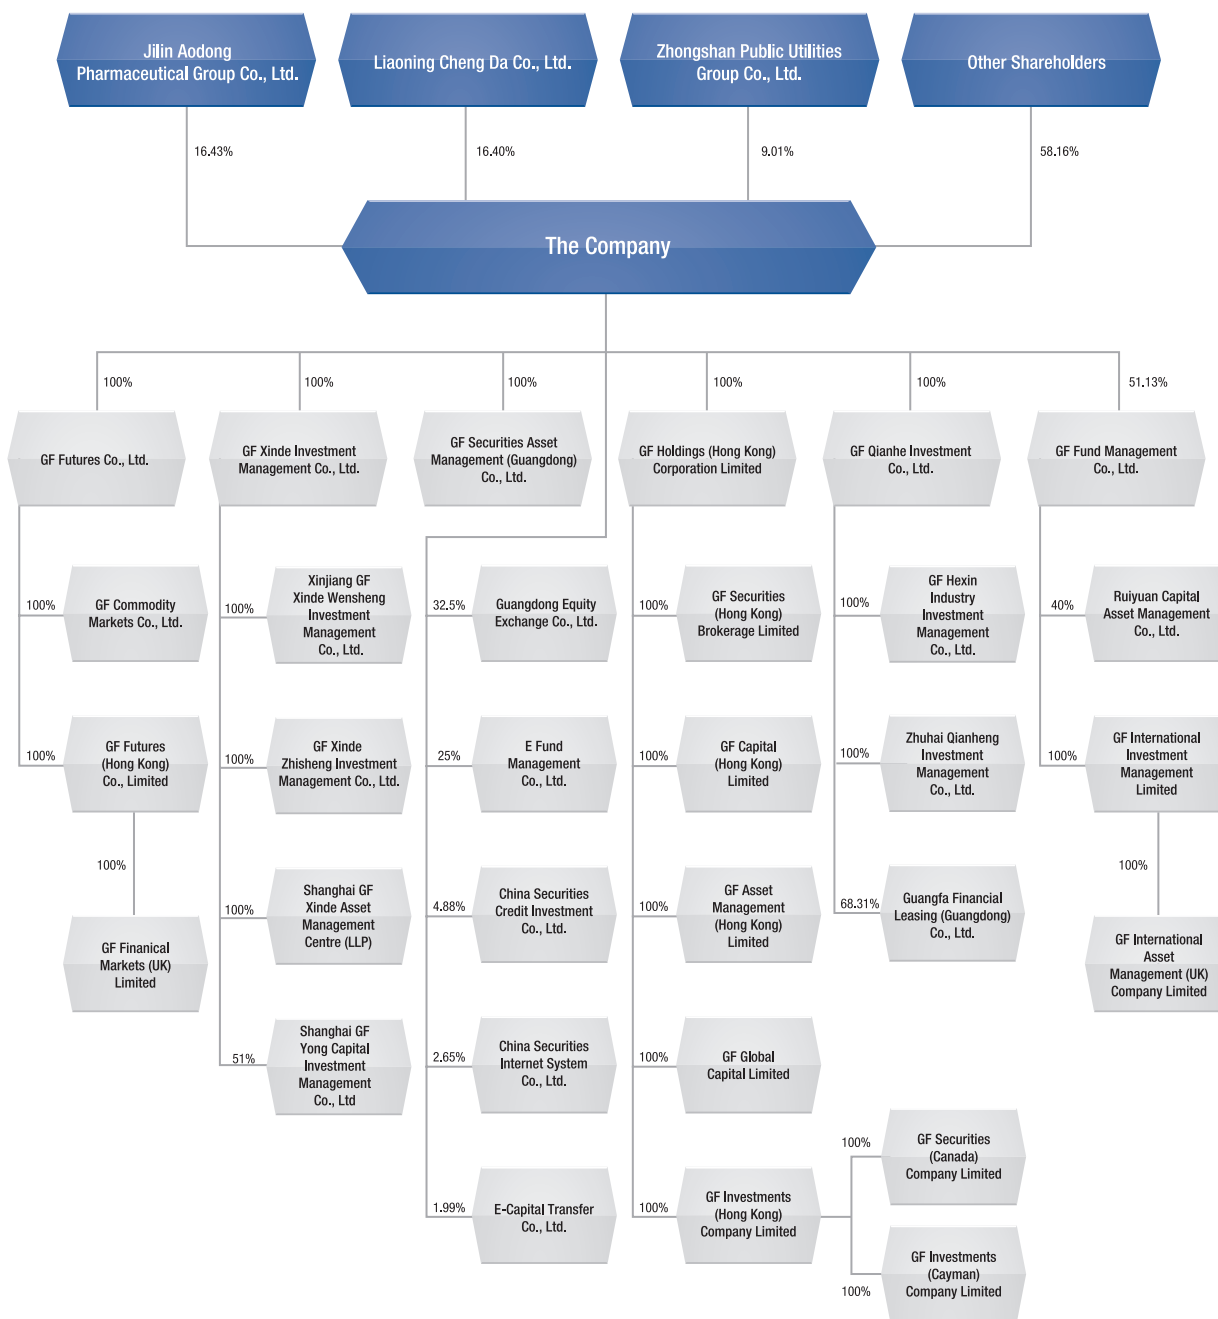 Jilin Aodong
Pharmaceutical Group Co., Ltd.
Liaoning Cheng Da Co., Ltd.
Zhongshan Public Utilities
Group Co., Ltd.
Other Shareholders
16.43%
16.40%
9.01%
58.16%
The Company
100%
100%
100%
100%
100%
51.13%
GF Futures Co., Ltd.
GF Xinde Investment
Management Co., Ltd.
GF Securities Asset
Management (Guangdong)
Co., Ltd.
GF Holdings (Hong Kong)
Corporation Limited
GF Qianhe Investment
Co., Ltd.
GF Fund Management
Co., Ltd.
100%
GF Commodity
Markets Co., Ltd.
100%
Xinjiang GF
Xinde Wensheng
Investment
Management
Co., Ltd.
32.5%
Guangdong Equity
Exchange Co., Ltd.
100%
GF Securities
(Hong Kong)
Brokerage Limited
100%
GF Hexin
Industry
Investment
Management
Co., Ltd.
40%
Ruiyuan Capital
Asset Management
Co., Ltd.
100%
GF Futures
(Hong Kong)
Co., Limited
100%
GF Xinde
Zhisheng Investment
Management Co., Ltd.
25%
E Fund
Management
Co., Ltd.
100%
GF Capital
(Hong Kong)
Limited
100%
Zhuhai Qianheng
Investment
Management
Co., Ltd.
100%
GF International
Investment
Management
Limited
100%
GF Finanical
Markets (UK)
Limited
100%
Shanghai GF
Xinde Asset
Management
Centre (LLP)
4.88%
China Securities
Credit Investment
Co., Ltd.
100%
GF Asset
Management
(Hong Kong)
Limited
68.31%
Guangfa Financial
Leasing (Guangdong)
Co., Ltd.
100%
GF International
Asset
Management (UK)
Company Limited
51%
Shanghai GF
Yong Capital
Investment
Management
Co., Ltd
2.65%
China Securities
Internet System
Co., Ltd.
100%
GF Global
Capital Limited
1.99%
E-Capital Transfer
Co., Ltd.
100%
GF Investments
(Hong Kong)
Company Limited
100%
GF Securities
(Canada)
Company Limited
100%
GF Investments
(Cayman)
Company Limited